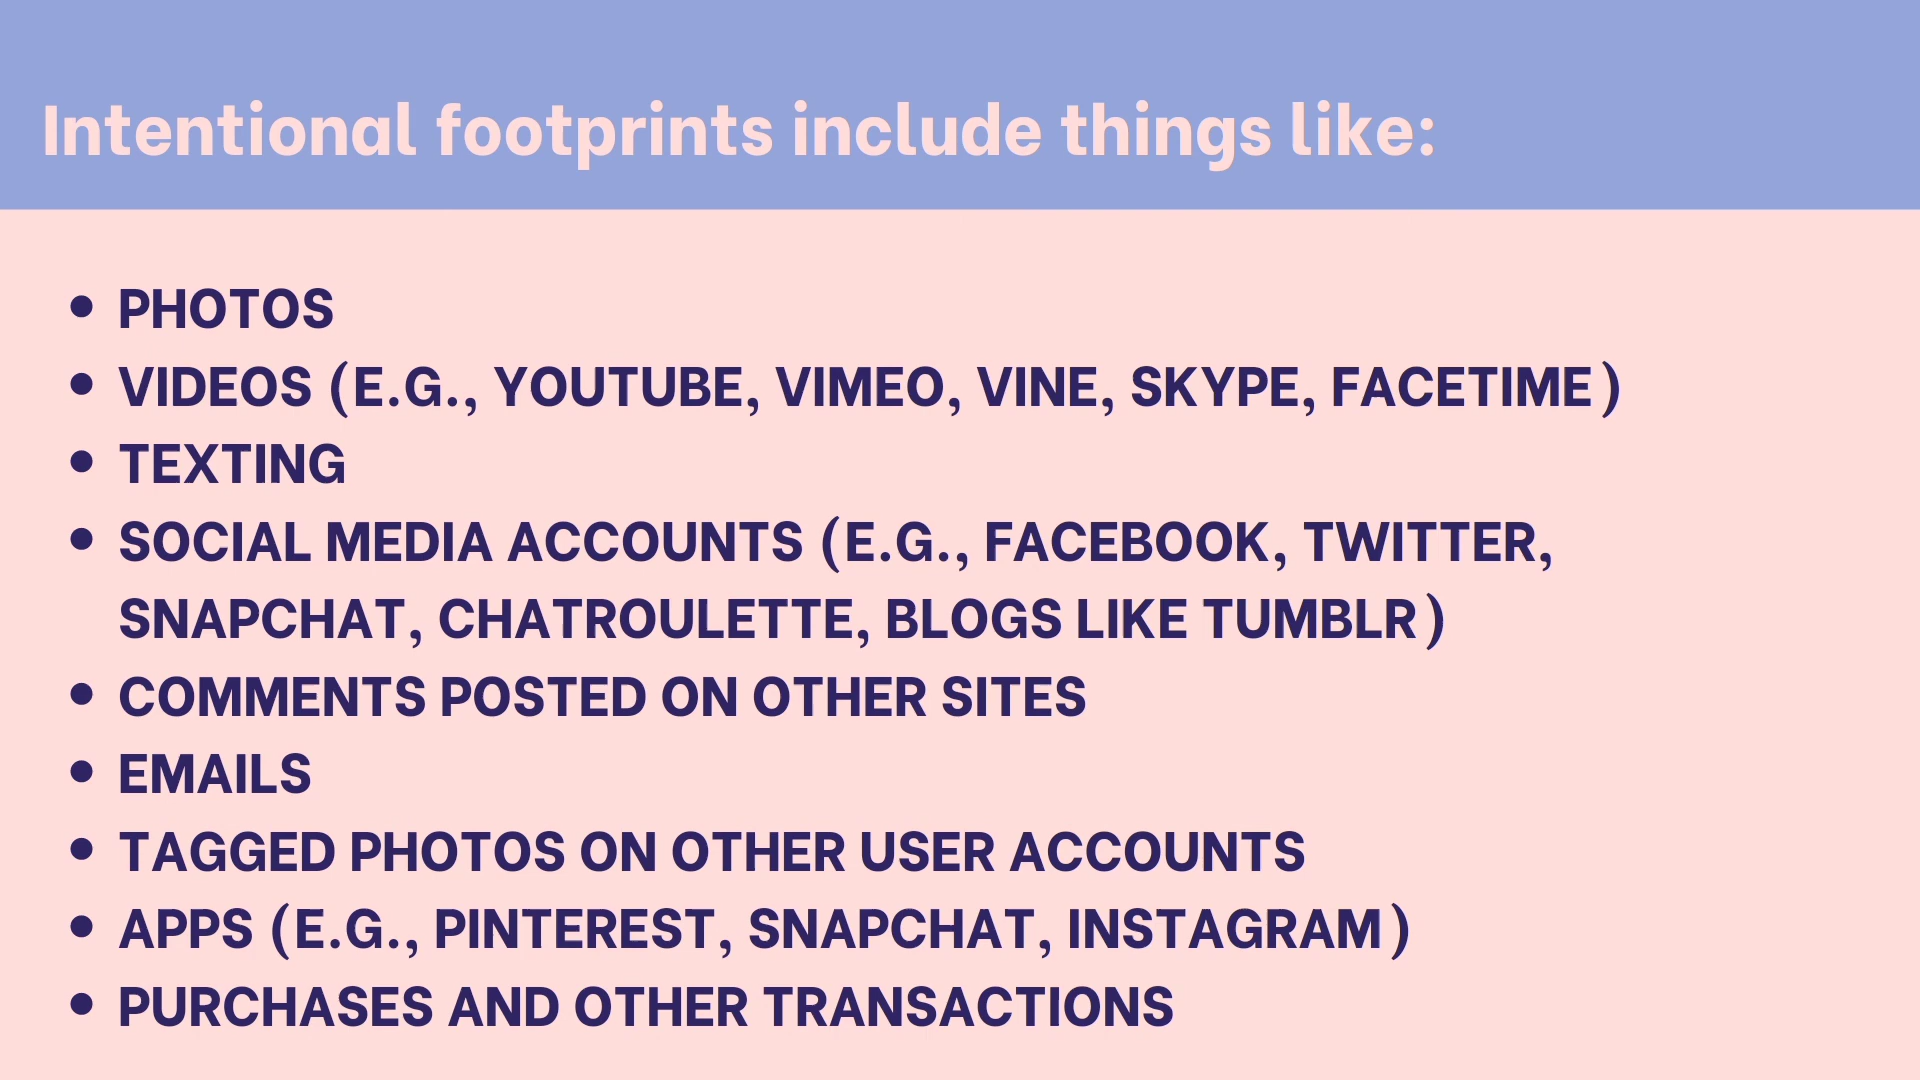 Intentional footprints include things like:
• PHOTOS
• VIDEOS (E.G., YOUTUBE, VIMEO, VINE, SKYPE, FACETIME)
• TEXTING
• SOCIAL MEDIA ACCOUNTS (E.G., FACEBOOK, TWITTER,
SNAPCHAT, CHATROULETTE, BLOGS LIKE TUMBLR)
• COMMENTS POSTED ON OTHER SITES
• EMAILS
• TAGGED PHOTOS ON OTHER USER ACCOUNTS
• APPS (E.G., PINTEREST, SNAPCHAT, INSTAGRAM)
• PURCHASES AND OTHER TRANSACTIONS